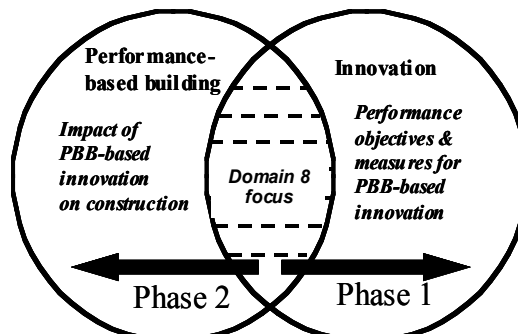 Performance-
based building
Impact of
PBB-based
innovation
on construction
Domain 8
focus
Innovation
Performance
objectives &
measures for
PBB-based
innovation
Phase 2
Phase 1